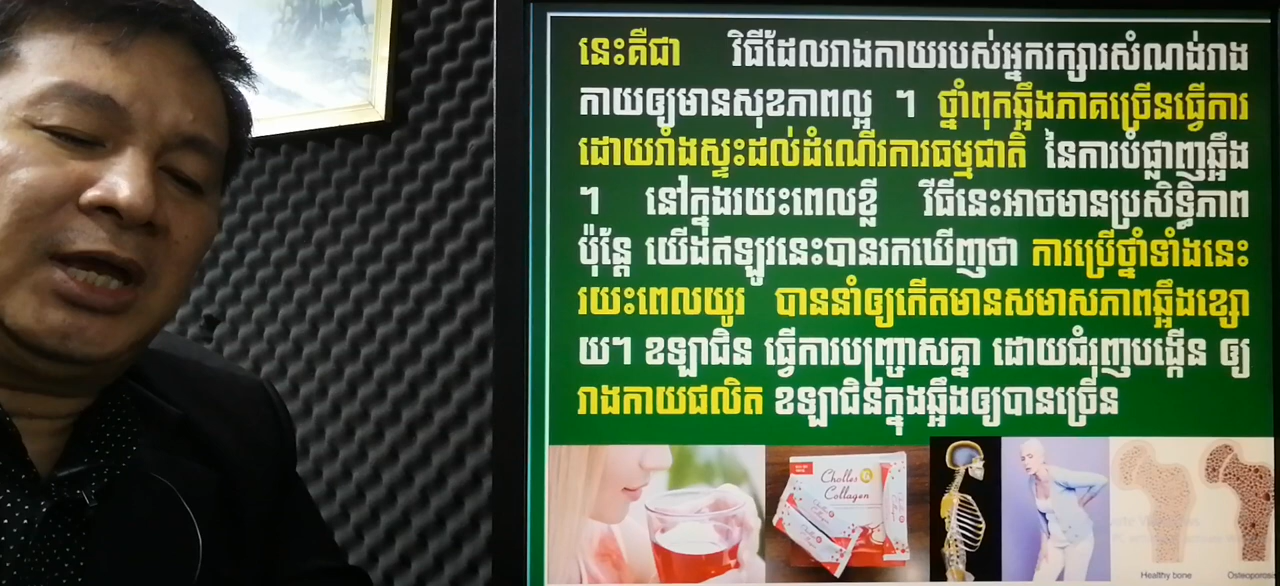 នេះគឺជា វិធីដែលរាងកាយរបស់អ្នករក្សារសំណង់រាង
កាយឲ្យមានសុខភាពល្អ ។ ថ្នាំពុកឆ្អឹងភាគច្រើនធ្វើការ
ដោយរាំងស្ទះដល់ដំណើរការធម្មជាតិ នៃការបំផ្លាញឆ្អឹង
។ នៅក្នុងរយះពេលខ្លី វីធីនេះអាចមានប្រសិទ្ធិភាព
ប៉ុន្តែ យើងឥឡូវនេះបានរកឃើញថា ការប្រើថ្នាំទាំងនេះ
រយះពេលយូរ បាននាំឲ្យកើតមានសមាសភាពឆ្អឹងខ្សោ
យ។ ខឡាជិន ធ្វើការបញ្ច្រាសគ្នា ដោយជំរុញបង្កើន ឲ្យ
រាងកាយផលិត ខឡាជិនក្នុងឆ្អឹងឲ្យបានច្រើន
Cholles
Collagen
Healthy bone
Osteoporosi